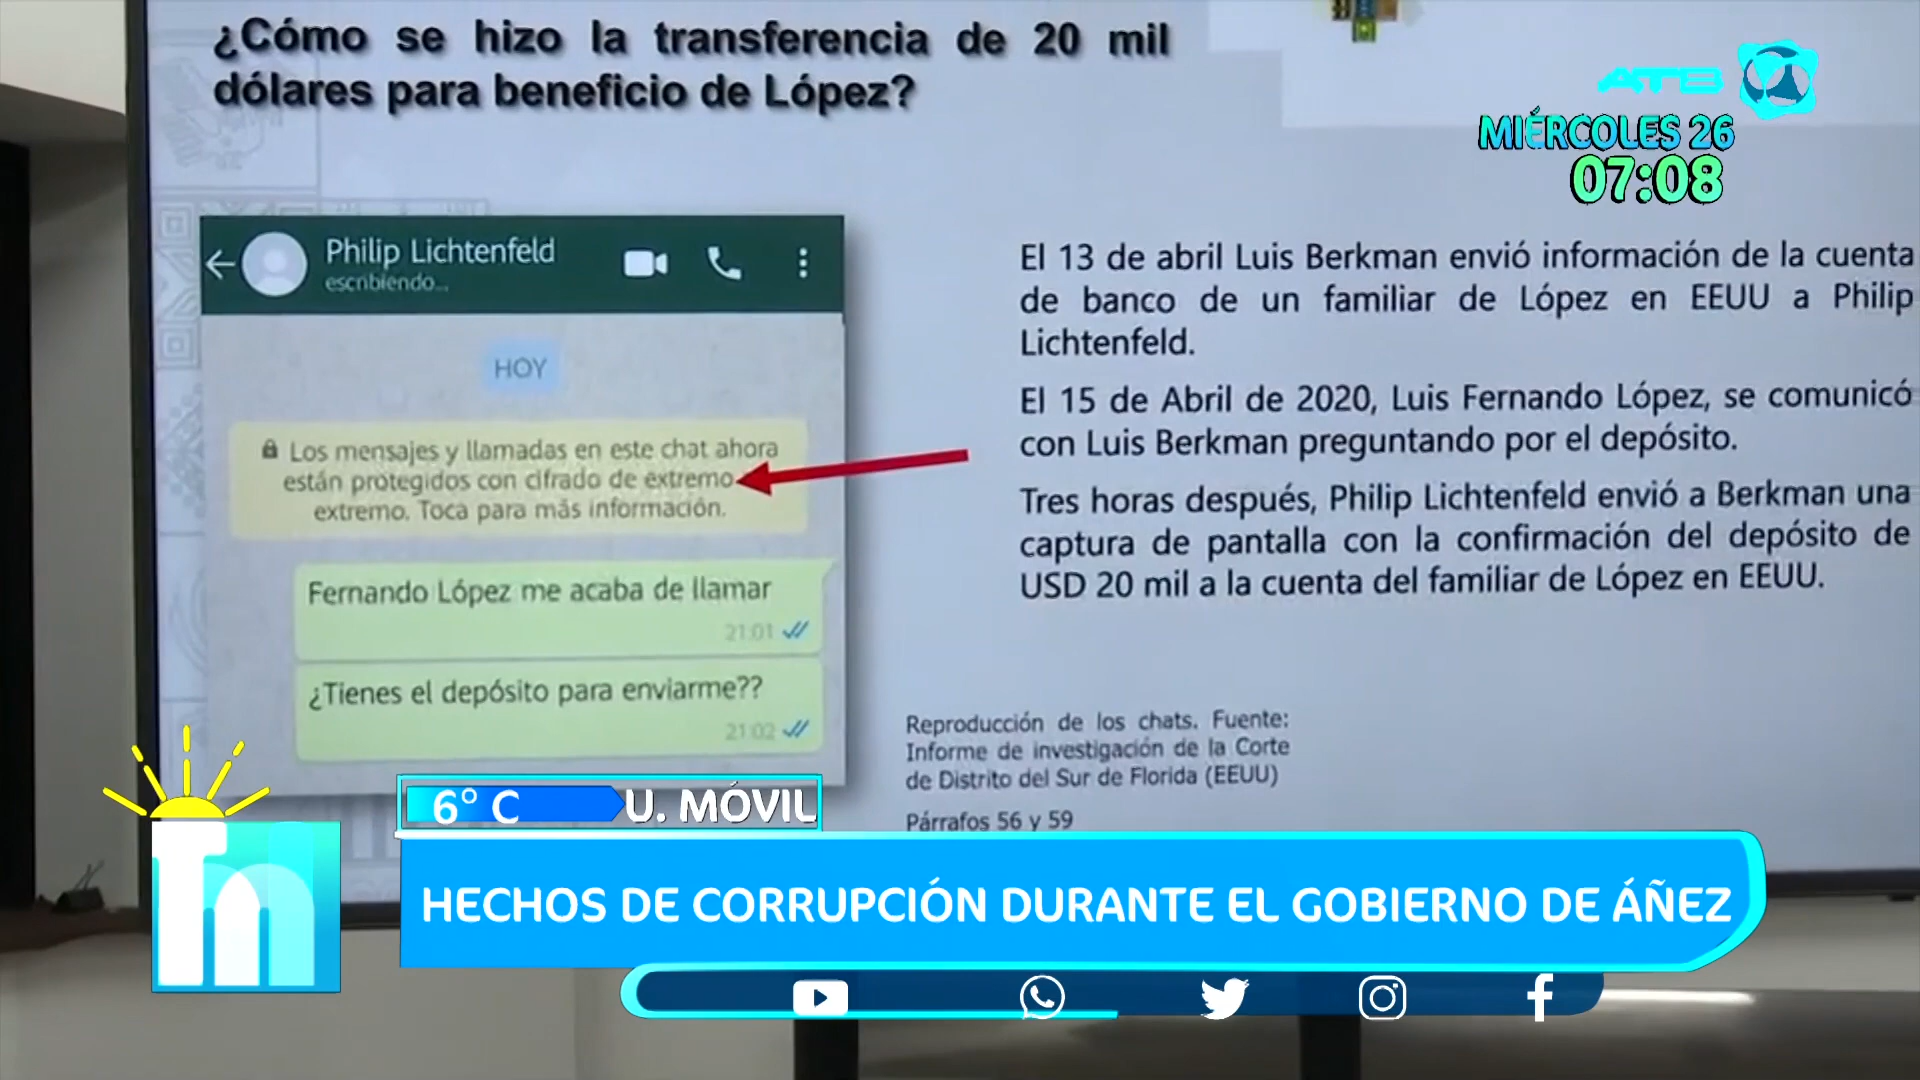 ¿Cómo se hizo la transferencia de 20 mil
dólares para beneficio de López?
ATB
MIÉRCOLES 26
07:08
Philip Lichtenfeld
escribiendo...
HOY
Los mensajes y llamadas en este chat ahora
están protegidos con cifrado de extremo
extremo. Toca para más información.
Fernando López me acaba de llamar
21:01
¿Tienes el depósito para enviarme??
21:02
El 13 de abril Luis Berkman envió información de la cuenta
de banco de un familiar de López en EEUU a Philip
Lichtenfeld.
El 15 de Abril de 2020, Luis Fernando López, se comunicó
con Luis Berkman preguntando por el depósito.
Tres horas después, Philip Lichtenfeld envió a Berkman una
captura de pantalla con la confirmación del depósito de
USD 20 mil a la cuenta del familiar de López en EEUU.
Reproducción de los chats. Fuente:
Informe de investigación de la Corte
de Distrito del Sur de Florida (EEUU)
Párrafos 56 y 59
6° C U. MÓVIL
HECHOS DE CORRUPCIÓN DURANTE EL GOBIERNO DE ÁÑEZ